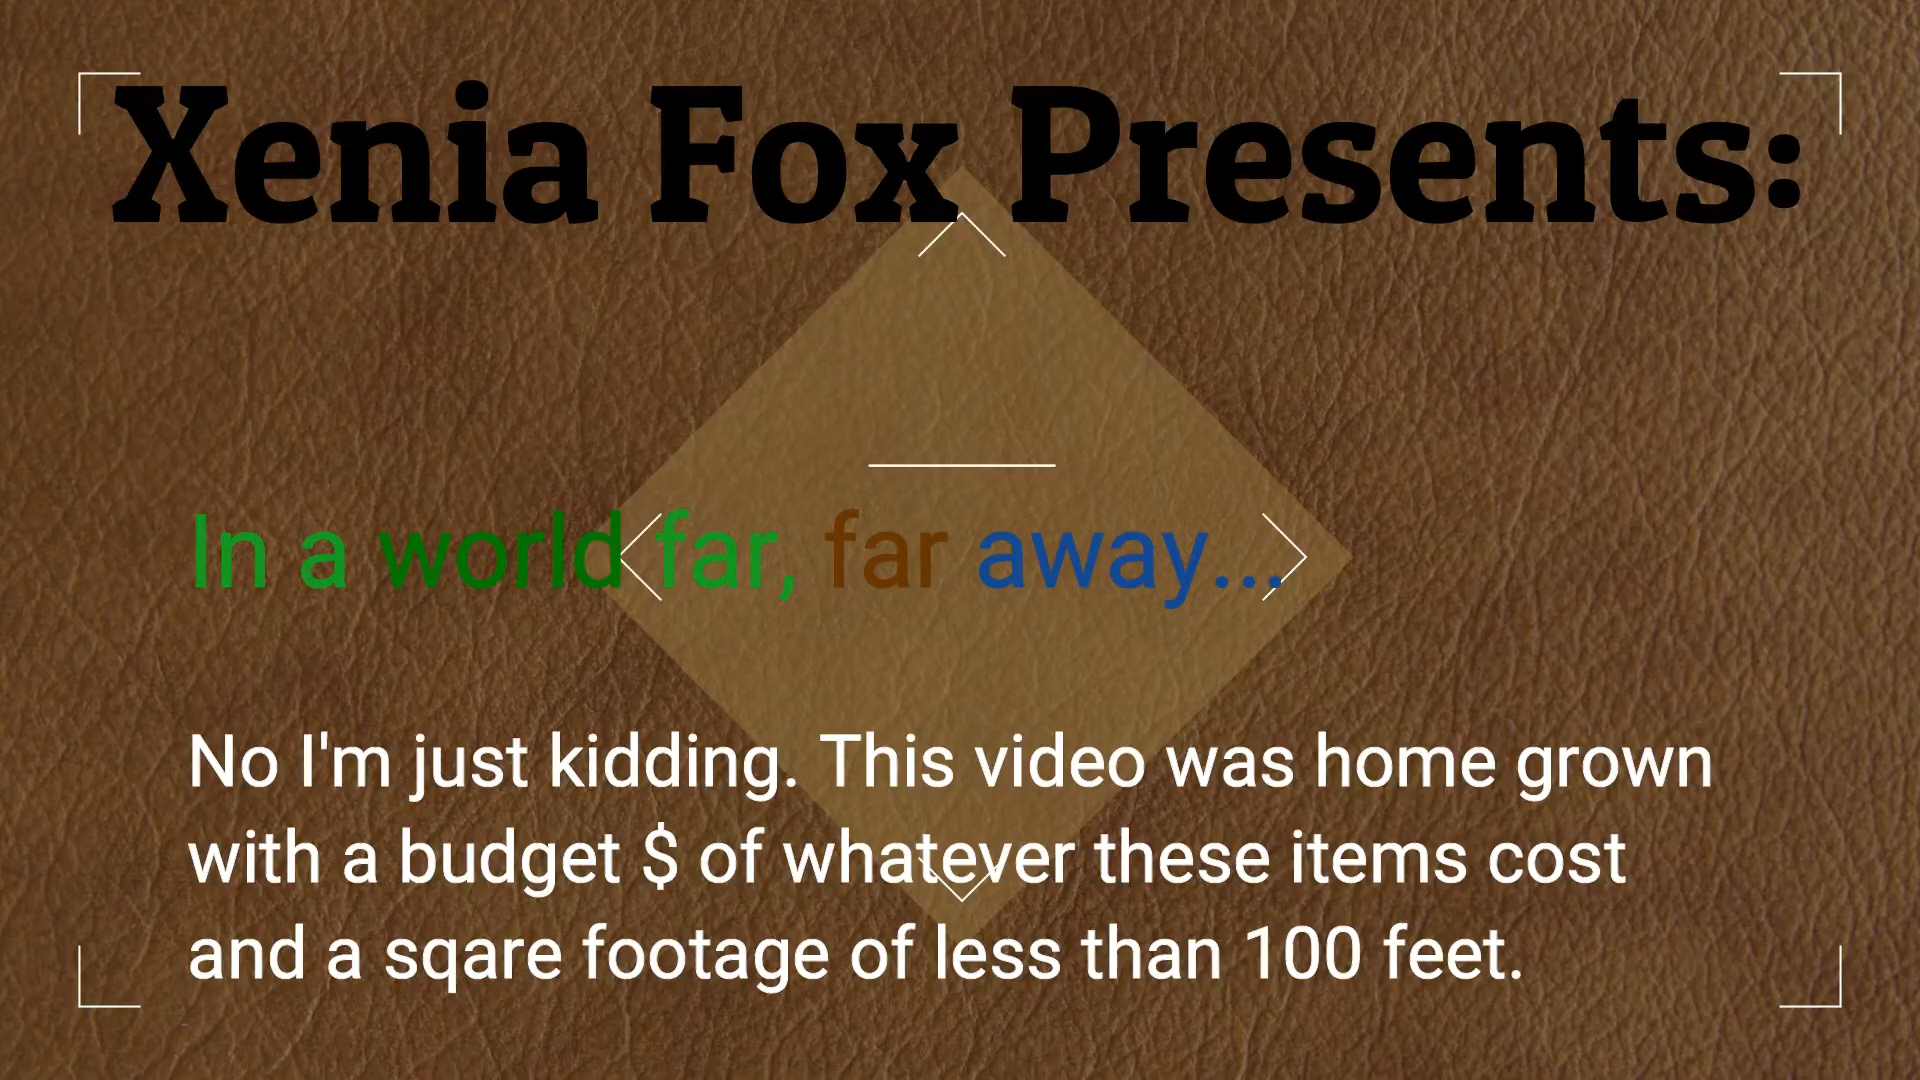 Xenia Fox Presents:
In a world far, far away...
No I'm just kidding. This video was home grown
with a budget $ of whatever these items cost
and a sqare footage of less than 100 feet.